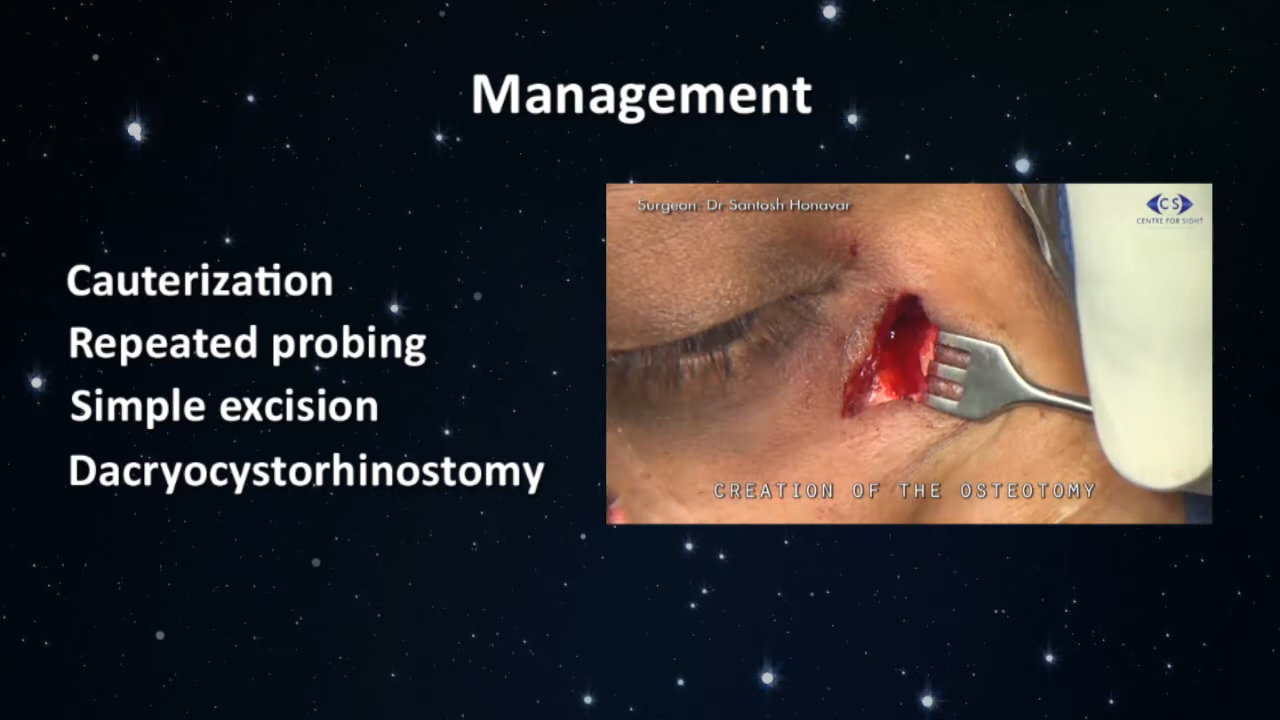 Management
Cauterization
Repeated probing
Simple excision
Dacryocystorhinostomy
Surgeon: Dr Santosh Honavar
CS
CENTRE FOR SIGHT
CREATION OF THE OSTEOTOMY